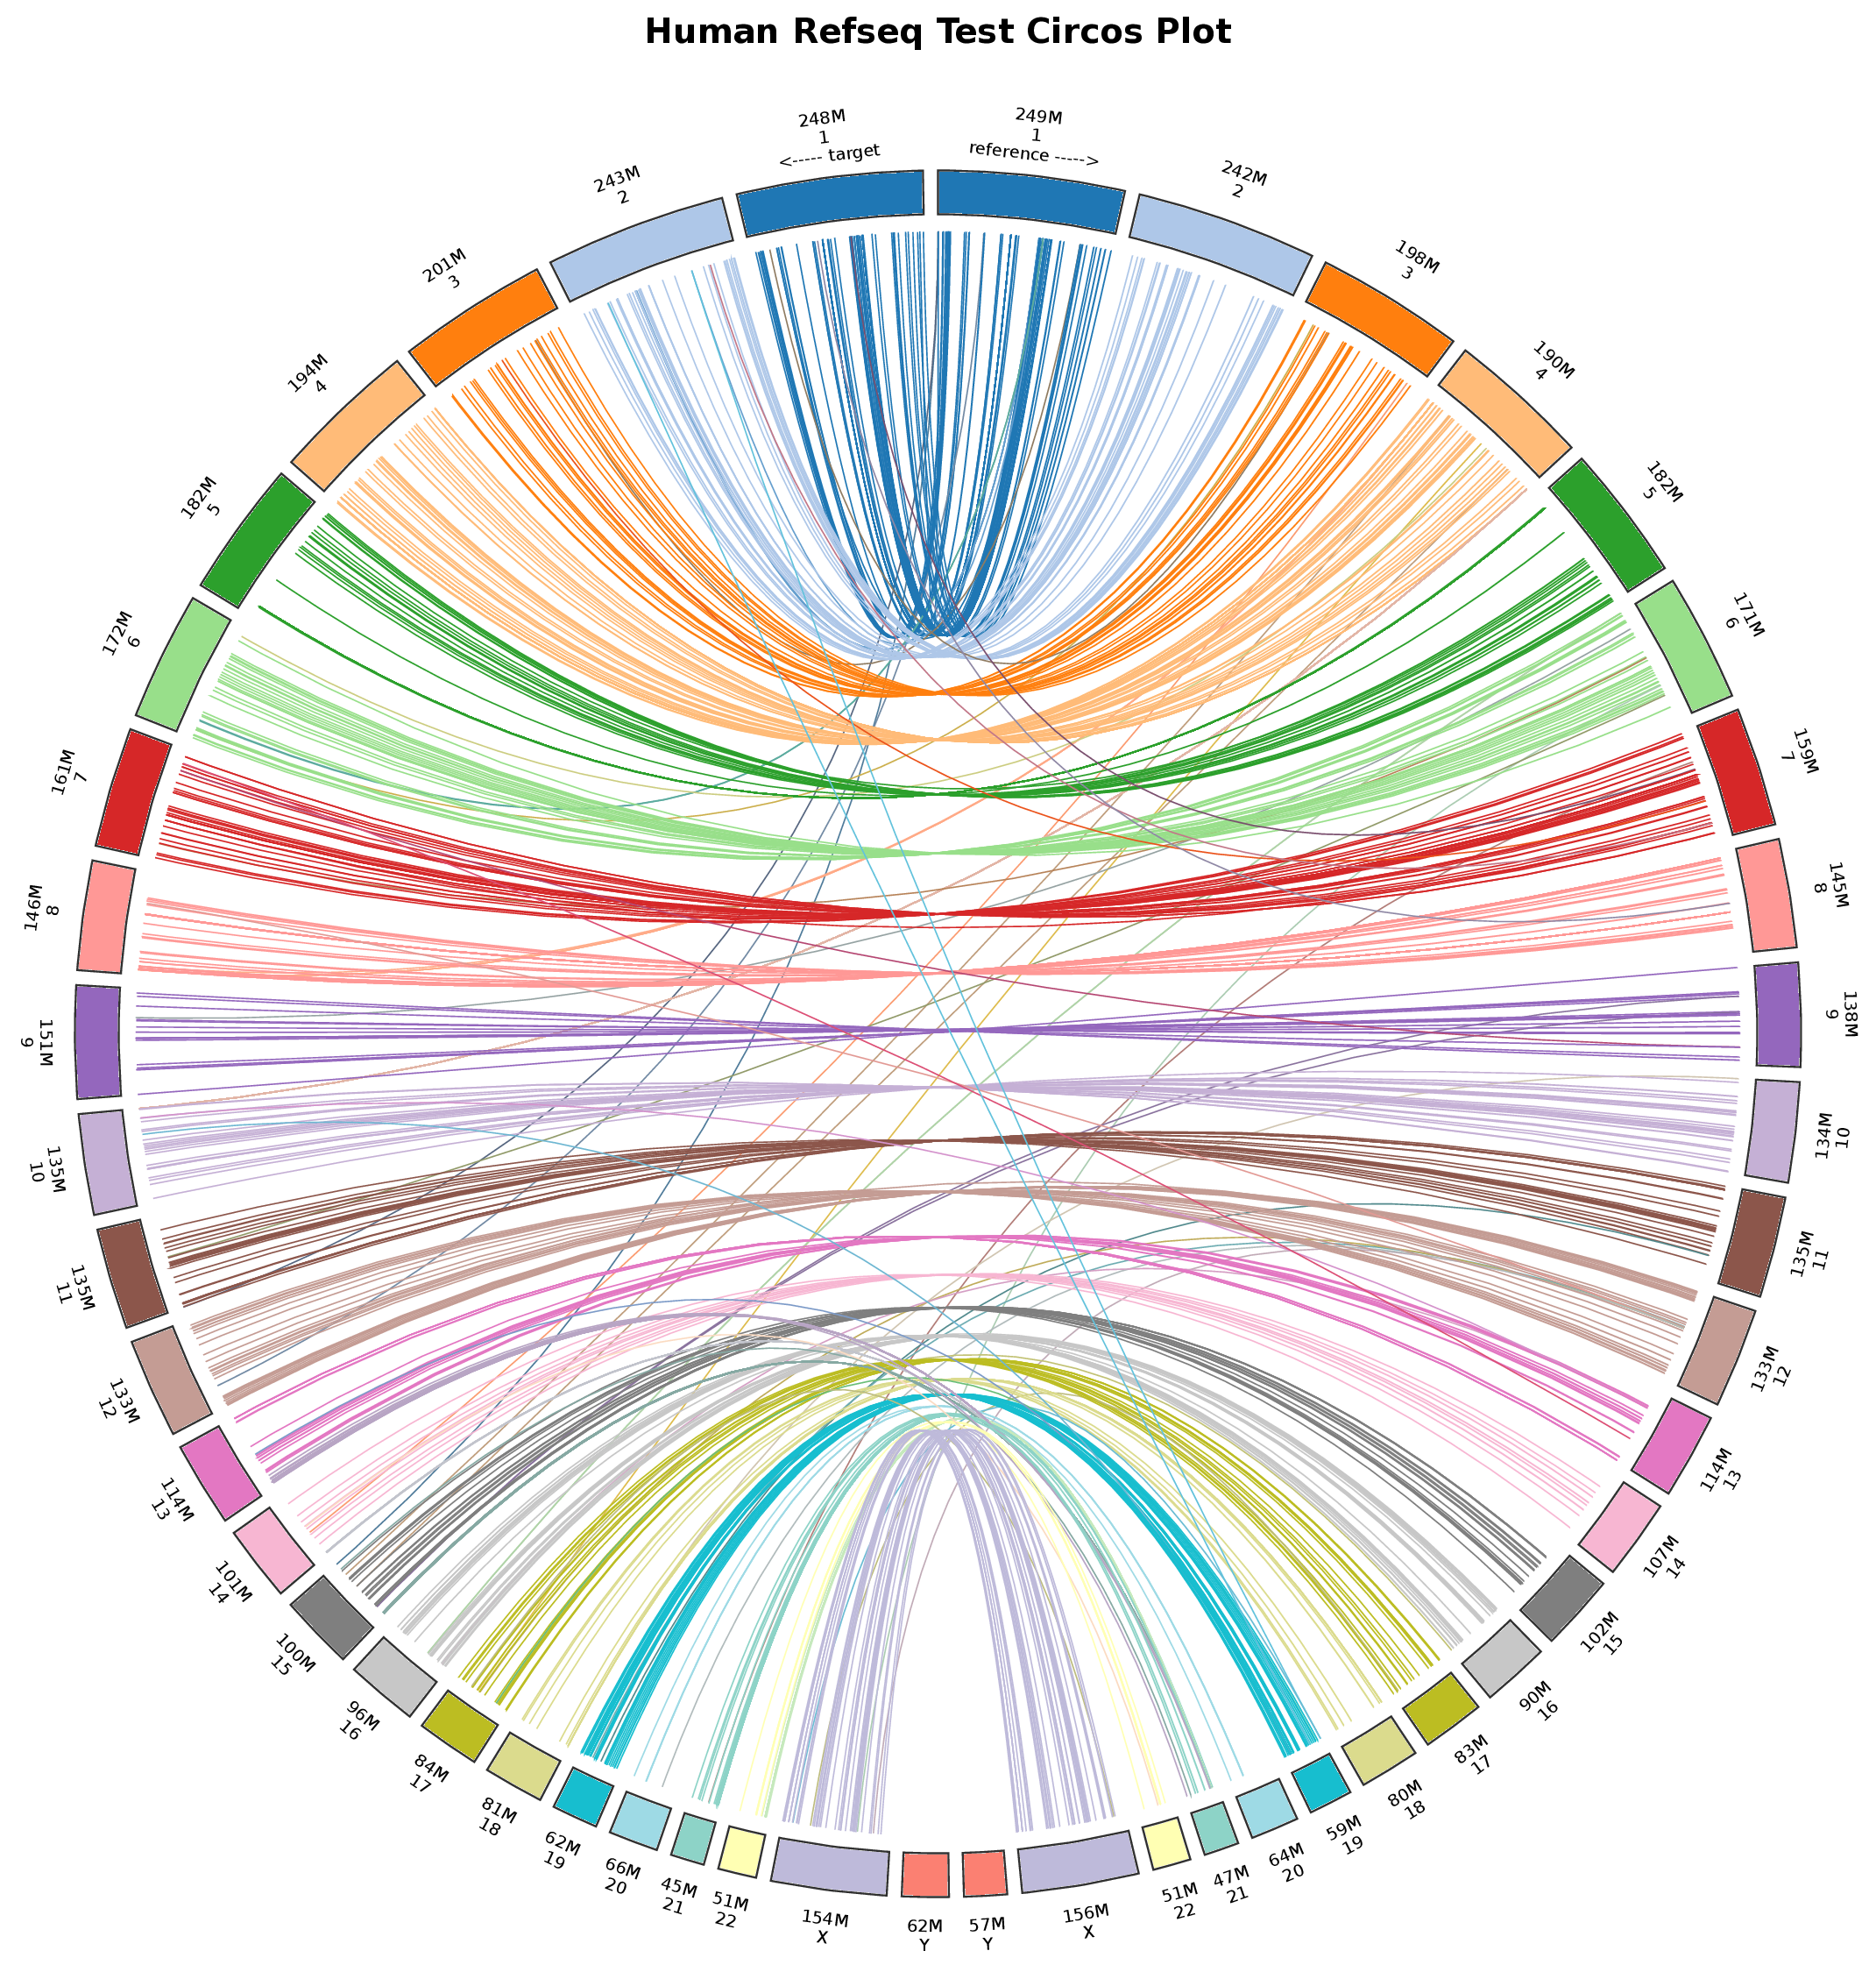 Human Refseq Test Circos Plot
248M
1
<----- target
249M
1
reference ----->
242M
2
198M
3
190M
4
182M
5
171M
6
159M
7
145M
8
138M
9
134M
10
135M
11
133M
12
114M
13
107M
14
102M
15
90M
16
83M
17
80M
18
59M
19
64M
20
47M
21
51M
22
156M
X
57M
Y
62M
Y
154M
X
51M
22
45M
21
66M
20
62M
19
81M
18
84M
17
96M
16
100M
15
101M
14
114M
13
133M
12
135M
11
135M
10
151M
9
146M
8
161M
7
172M
6
182M
5
194M
4
201M
3
243M
2